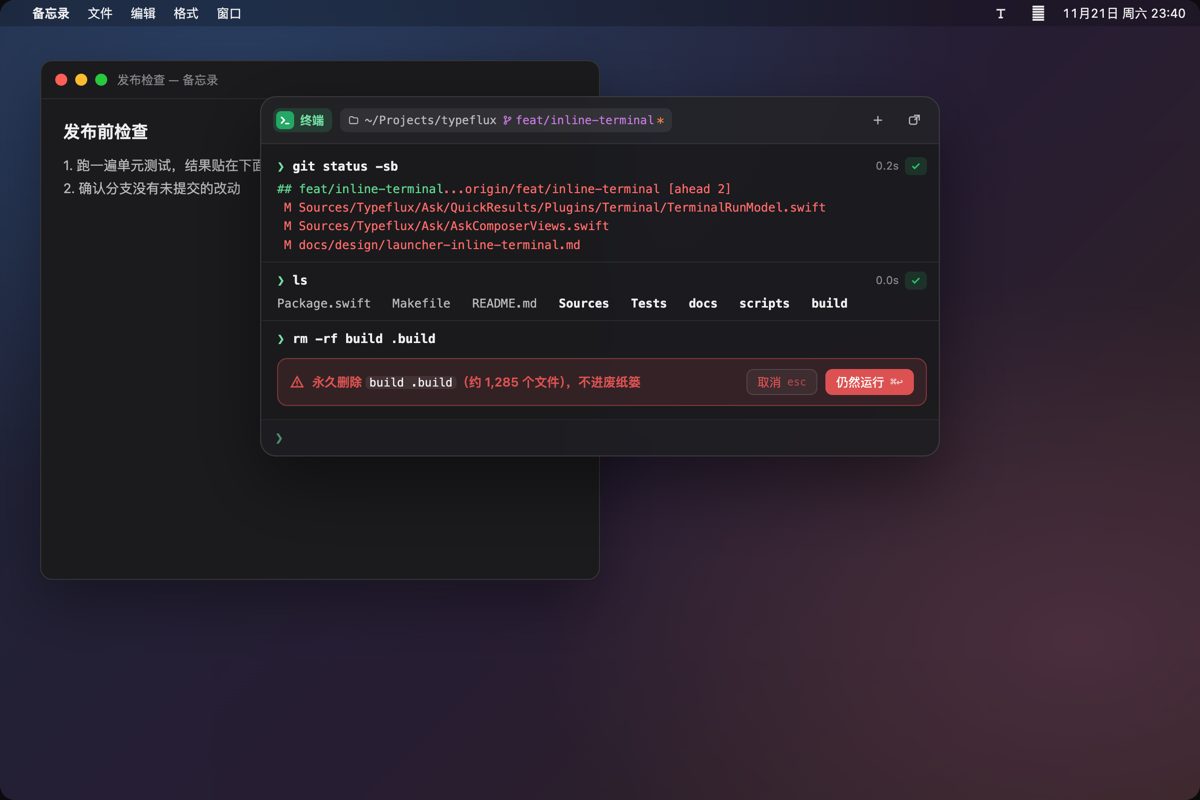 备忘录 文件 编辑 格式 窗口 T 11月21日 周六 23:40
发布检查 — 备忘录
发布前检查
1. 跑一遍单元测试，结果贴在下面
2. 确认分支没有未提交的改动
终端 ~/Projects/typeflux feat/inline-terminal*
❯ git status -sb 0.2s
## feat/inline-terminal...origin/feat/inline-terminal [ahead 2]
M Sources/Typeflux/Ask/QuickResults/Plugins/Terminal/TerminalRunModel.swift
M Sources/Typeflux/Ask/AskComposerViews.swift
M docs/design/launcher-inline-terminal.md
❯ ls 0.0s
Package.swift Makefile README.md Sources Tests docs scripts build
❯ rm -rf build .build
永久删除 build .build （约 1,285 个文件），不进废纸篓 取消 esc 仍然运行 ⌘↩
❯